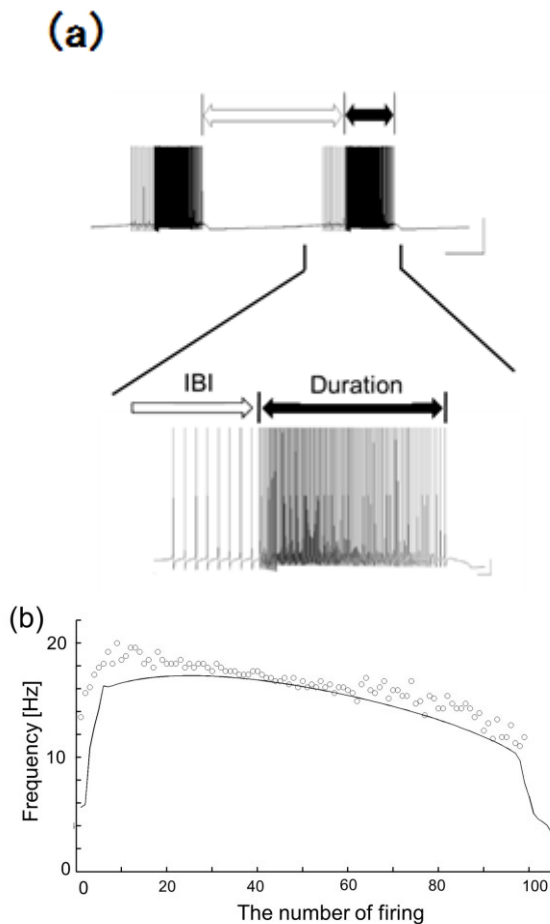 (a)
IBI Duration
(b)
20
Frequency [Hz]
10
0
0 20 40 60 80 100
The number of firing